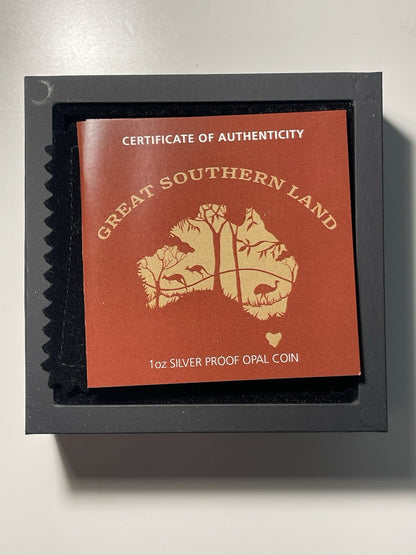 CERTIFICATE OF AUTHENTICITY
GREAT SOUTHERN LAND
1oz SILVER PROOF OPAL COIN